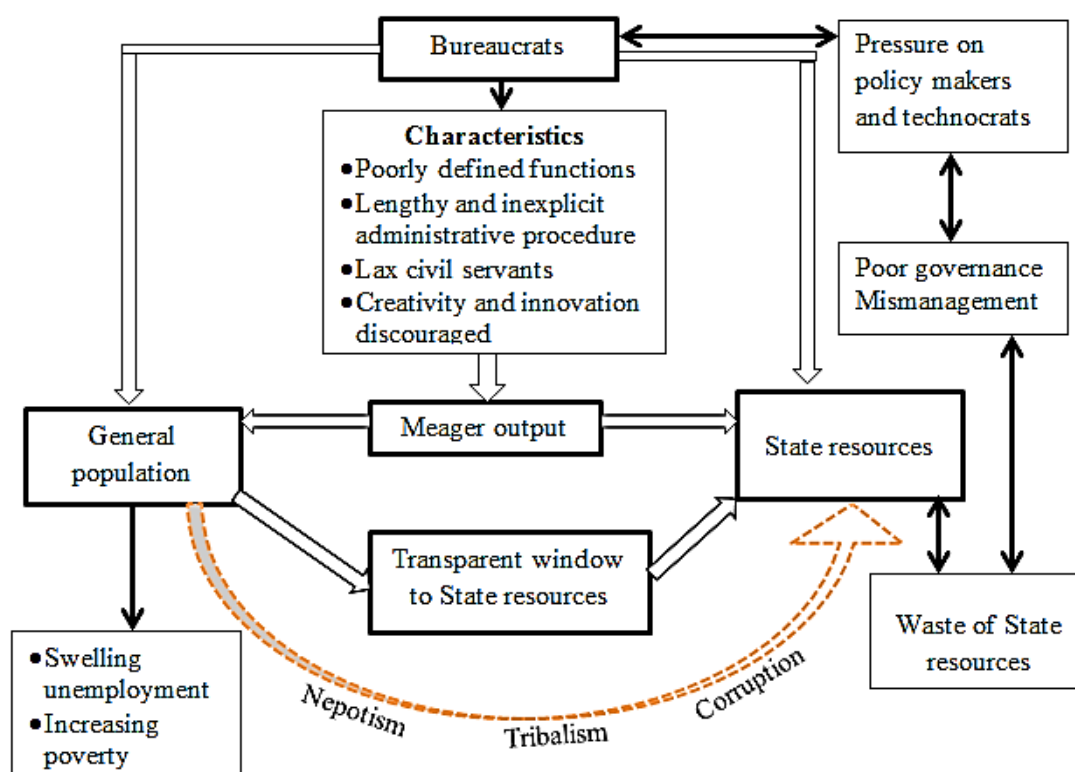 Bureaucrats
Pressure on
policy makers
and technocrats
Characteristics
●Poorly defined functions
●Lengthy and inexplicit
administrative procedure
●Lax civil servants
●Creativity and innovation
discouraged
Poor governance
Mismanagement
General
population
Meager output
State resources
Transparent window
to State resources
Waste of State
resources
●Swelling
unemployment
●Increasing
poverty
Nepotism
Tribalism
Corruption